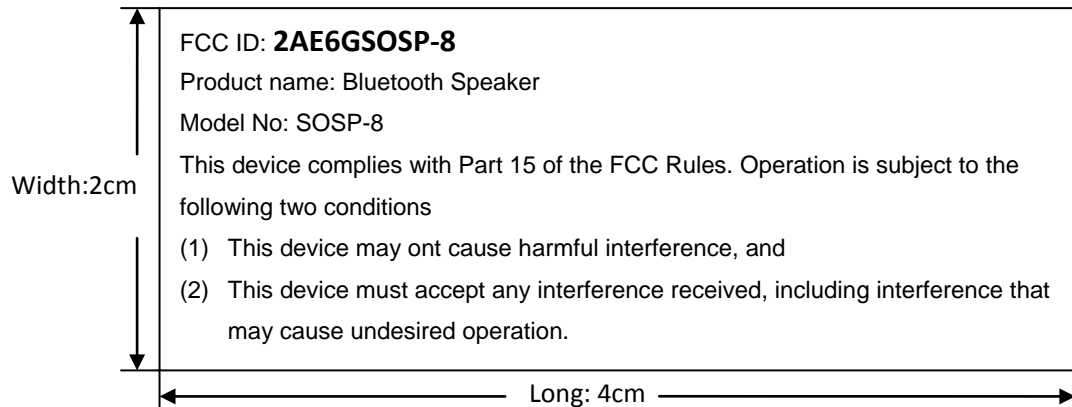 FCC ID: 2AE6GSOSP-8
Product name: Bluetooth Speaker
Model No: SOSP-8
This device complies with Part 15 of the FCC Rules. Operation is subject to the
following two conditions
(1) This device may ont cause harmful interference, and
(2) This device must accept any interference received, including interference that
may cause undesired operation.
Width:2cm
Long: 4cm